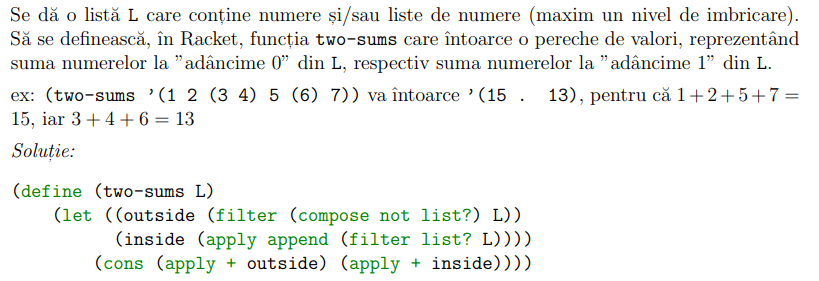 Se dă o listă L care conține numere și/sau liste de numere (maxim un nivel de imbricare).
Să se definească, în Racket, funcția two-sums care întoarce o pereche de valori, reprezentând
suma numerelor la ”adâncime 0” din L, respectiv suma numerelor la ”adâncime 1” din L.
ex: (two-sums '(1 2 (3 4) 5 (6) 7)) va întoarce '(15 . 13), pentru că 1 + 2 + 5 + 7 =
15, iar 3 + 4 + 6 = 13
Soluție:
(define (two-sums L)
    (let ((outside (filter (compose not list?) L))
          (inside (apply append (filter list? L))))
        (cons (apply + outside) (apply + inside))))